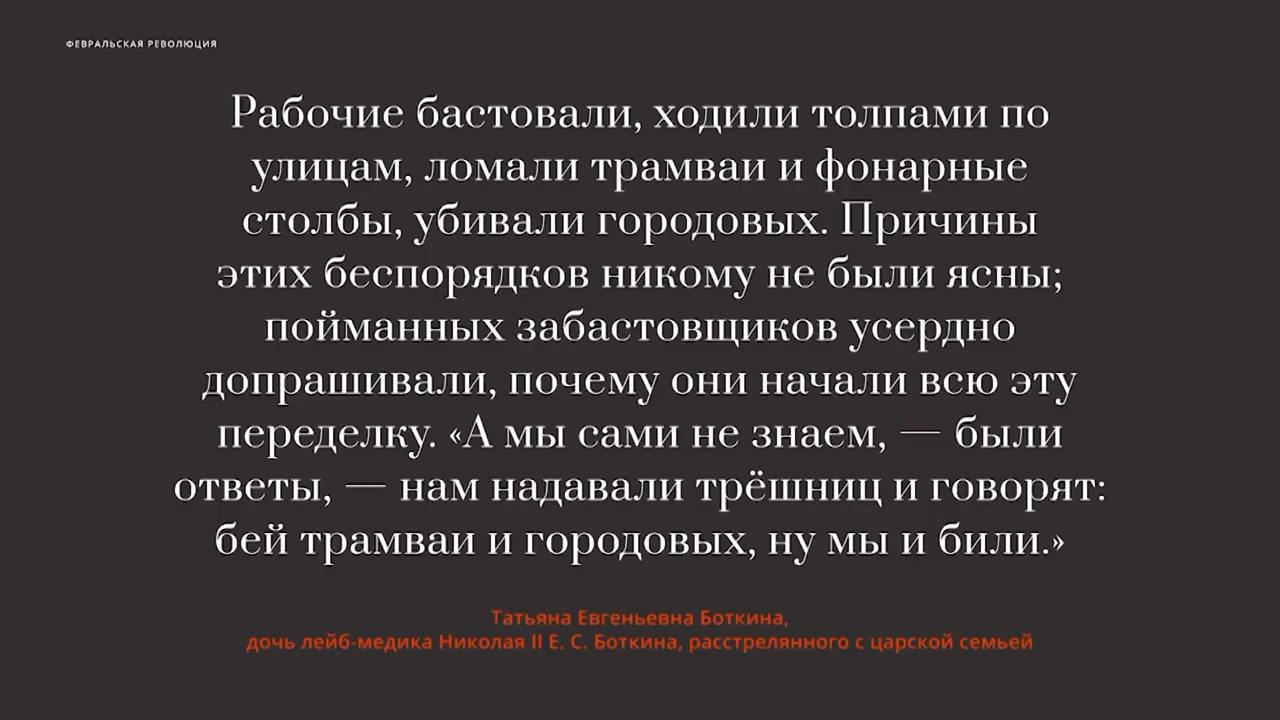 ФЕВРАЛЬСКАЯ РЕВОЛЮЦИЯ
Рабочие бастовали, ходили толпами по
улицам, ломали трамваи и фонарные
столбы, убивали городовых. Причины
этих беспорядков никому не были ясны;
пойманных забастовщиков усердно
допрашивали, почему они начали всю эту
переделку. «А мы сами не знаем, — были
ответы, — нам надавали трёшниц и говорят:
бей трамваи и городовых, ну мы и били.»
Татьяна Евгеньевна Боткина,
дочь лейб-медика Николая II Е. С. Боткина, расстрелянного с царской семьей